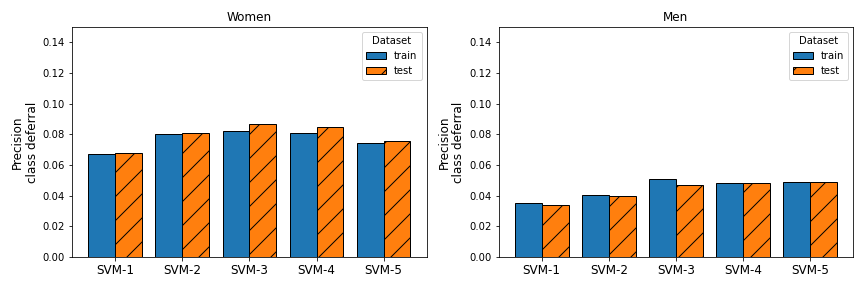 Women
Precision
class deferral
0.14
0.12
0.10
0.08
0.06
0.04
0.02
0.00
Dataset
train
test
SVM-1 SVM-2 SVM-3 SVM-4 SVM-5
Men
Precision
class deferral
0.14
0.12
0.10
0.08
0.06
0.04
0.02
0.00
Dataset
train
test
SVM-1 SVM-2 SVM-3 SVM-4 SVM-5